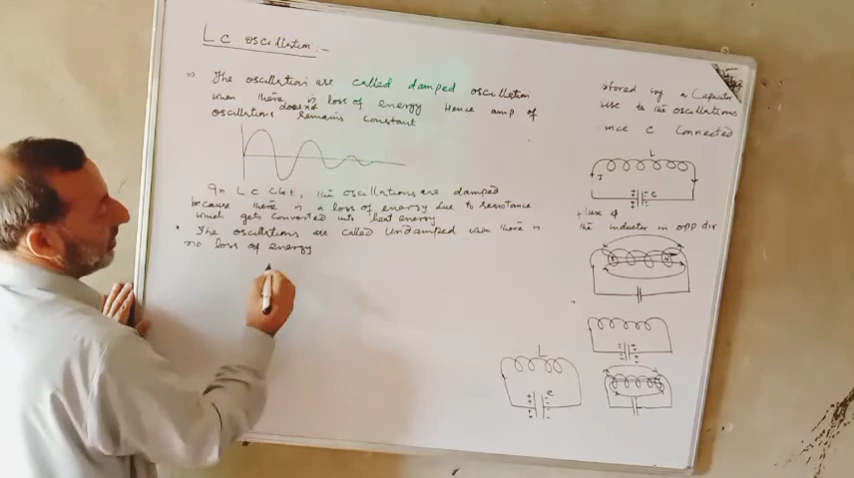 LC oscillation:-
⇒ The oscillation are called damped oscillation
when there is loss of energy Hence amp of
oscillations does not remains constant
In LC Ckt, the oscillations are damped
because there is a loss of energy due to resistance
which gets converted into heat energy
• The oscillations are called Undamped when there is
no loss of energy
stored by a Capacitor
to the oscillations
C Connected
L
I
C
the inductor in opp dir
L
C